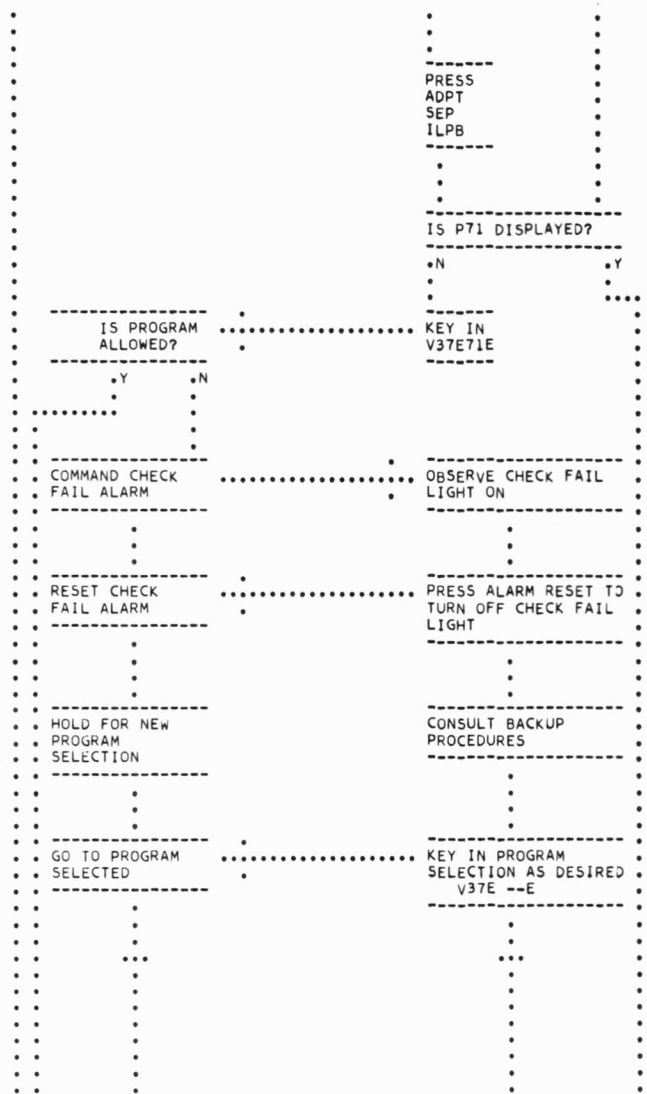 PRESS
ADPT
SEP
ILPB
IS P71 DISPLAYED?
N
Y
IS PROGRAM
ALLOWED?
KEY IN
V37E71E
Y
N
COMMAND CHECK
FAIL ALARM
OBSERVE CHECK FAIL
LIGHT ON
RESET CHECK
FAIL ALARM
PRESS ALARM RESET TO
TURN OFF CHECK FAIL
LIGHT
HOLD FOR NEW
PROGRAM
SELECTION
CONSULT BACKUP
PROCEDURES
GO TO PROGRAM
SELECTED
KEY IN PROGRAM
SELECTION AS DESIRED
V37E --E